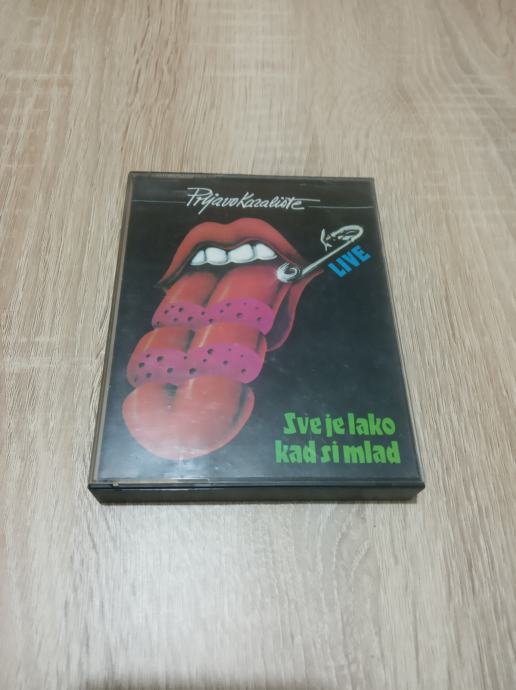 Prljavo Kazalište
LIVE
Sve je lako
kad si mlad